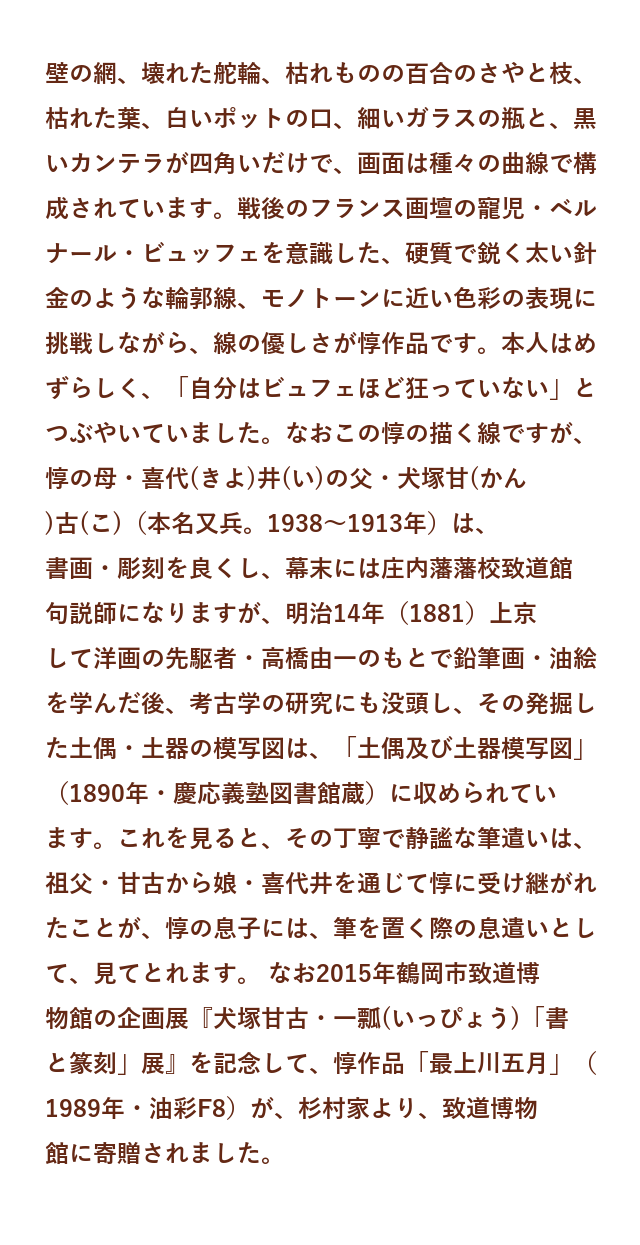 壁の網、壊れた舵輪、枯れものの百合のさやと枝、
枯れた葉、白いポットの口、細いガラスの瓶と、黒
いカンテラが四角いだけで、画面は種々の曲線で構
成されています。戦後のフランス画壇の寵児・ベル
ナール・ビュッフェを意識した、硬質で鋭く太い針
金のような輪郭線、モノトーンに近い色彩の表現に
挑戦しながら、線の優しさが惇作品です。本人はめ
ずらしく、「自分はビュフェほど狂っていない」と
つぶやいていました。なおこの惇の描く線ですが、
惇の母・喜代(きよ)井(い)の父・犬塚甘(かん
)古(こ)（本名又兵。1938～1913年）は、
書画・彫刻を良くし、幕末には庄内藩藩校致道館
句説師になりますが、明治14年（1881）上京
して洋画の先駆者・高橋由一のもとで鉛筆画・油絵
を学んだ後、考古学の研究にも没頭し、その発掘し
た土偶・土器の模写図は、「土偶及び土器模写図」
（1890年・慶応義塾図書館蔵）に収められてい
ます。これを見ると、その丁寧で静謐な筆遣いは、
祖父・甘古から娘・喜代井を通じて惇に受け継がれ
たことが、惇の息子には、筆を置く際の息遣いとし
て、見てとれます。 なお2015年鶴岡市致道博
物館の企画展『犬塚甘古・一瓢(いっぴょう)「書
と篆刻」展』を記念して、惇作品「最上川五月」（
1989年・油彩F8）が、杉村家より、致道博物
館に寄贈されました。